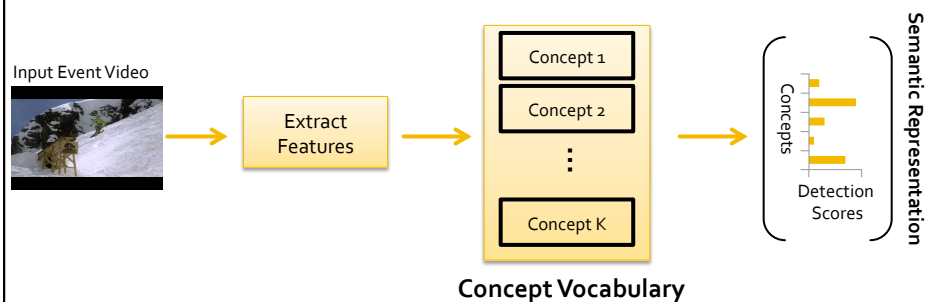 Input Event Video
Extract
Features
Concept 1
Concept 2
⋮
Concept K
Concept Vocabulary
Concepts
Detection
Scores
Semantic Representation